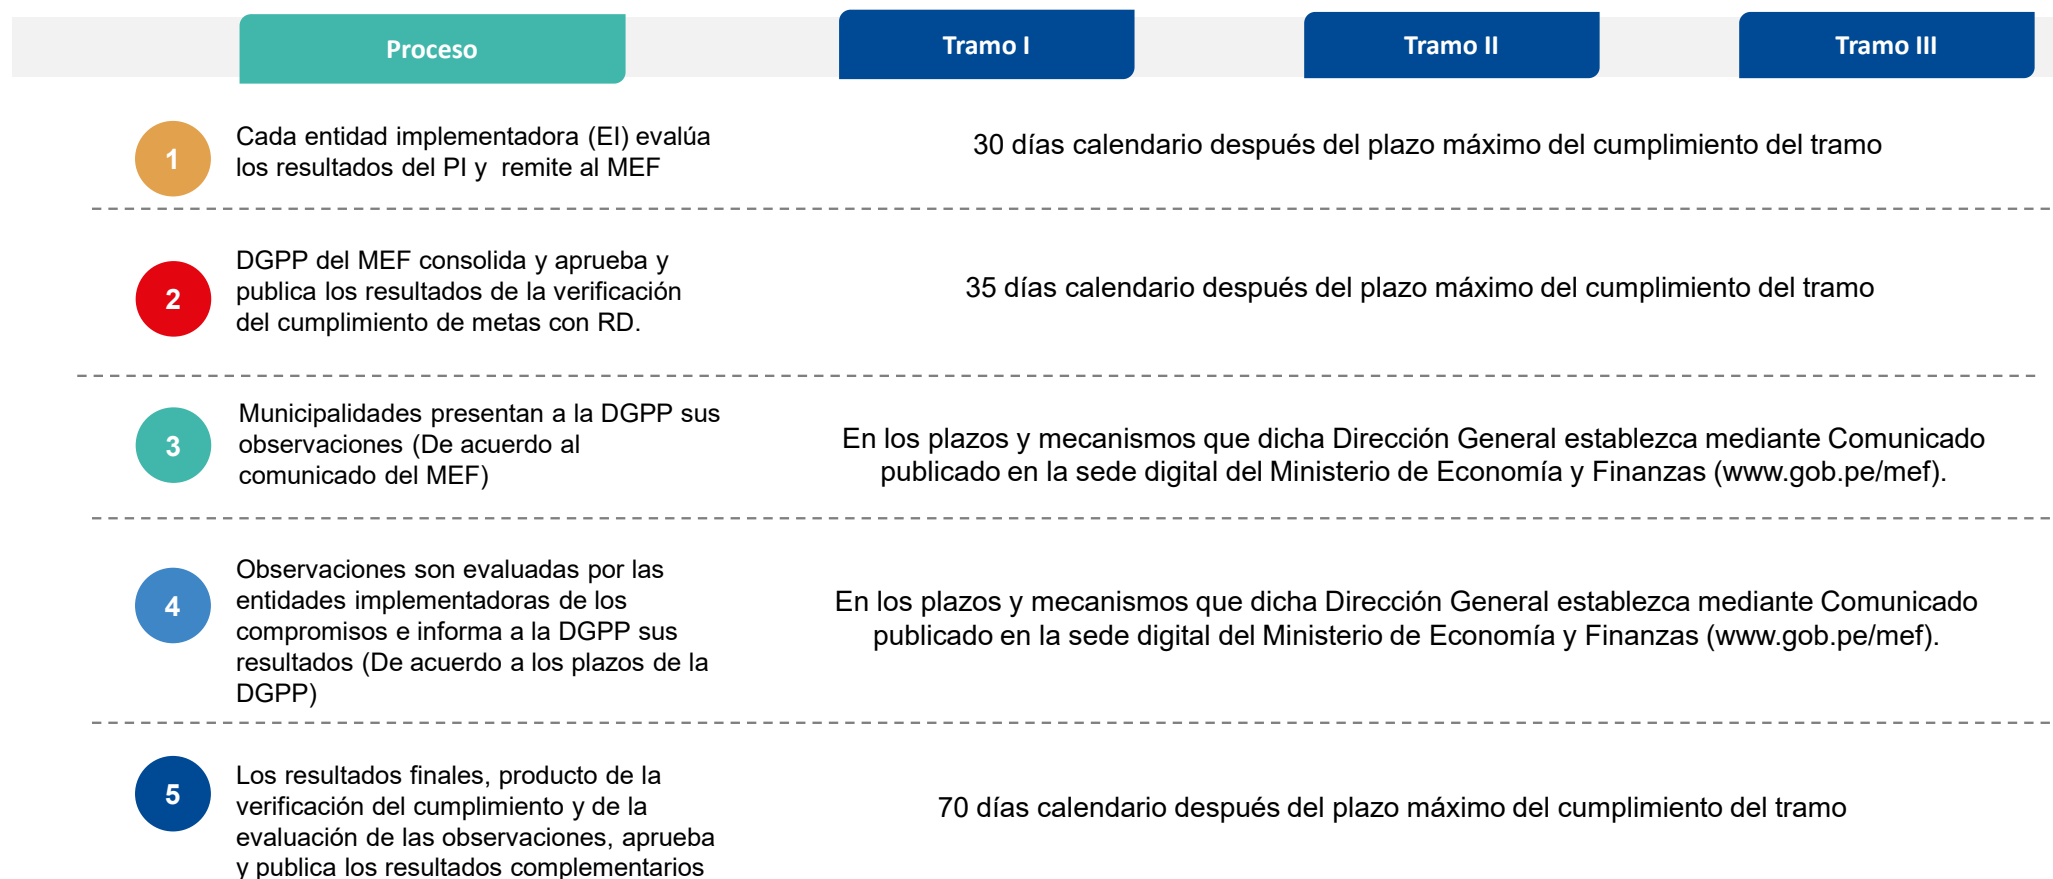 Proceso
Tramo I
Tramo II
Tramo III
1
Cada entidad implementadora (EI) evalúa
los resultados del PI y remite al MEF
30 días calendario después del plazo máximo del cumplimiento del tramo
2
DGPP del MEF consolida y aprueba y
publica los resultados de la verificación
del cumplimiento de metas con RD.
35 días calendario después del plazo máximo del cumplimiento del tramo
3
Municipalidades presentan a la DGPP sus
observaciones (De acuerdo al
comunicado del MEF)
En los plazos y mecanismos que dicha Dirección General establezca mediante Comunicado
publicado en la sede digital del Ministerio de Economía y Finanzas (www.gob.pe/mef).
4
Observaciones son evaluadas por las
entidades implementadoras de los
compromisos e informa a la DGPP sus
resultados (De acuerdo a los plazos de la
DGPP)
En los plazos y mecanismos que dicha Dirección General establezca mediante Comunicado
publicado en la sede digital del Ministerio de Economía y Finanzas (www.gob.pe/mef).
5
Los resultados finales, producto de la
verificación del cumplimiento y de la
evaluación de las observaciones, aprueba
y publica los resultados complementarios
70 días calendario después del plazo máximo del cumplimiento del tramo